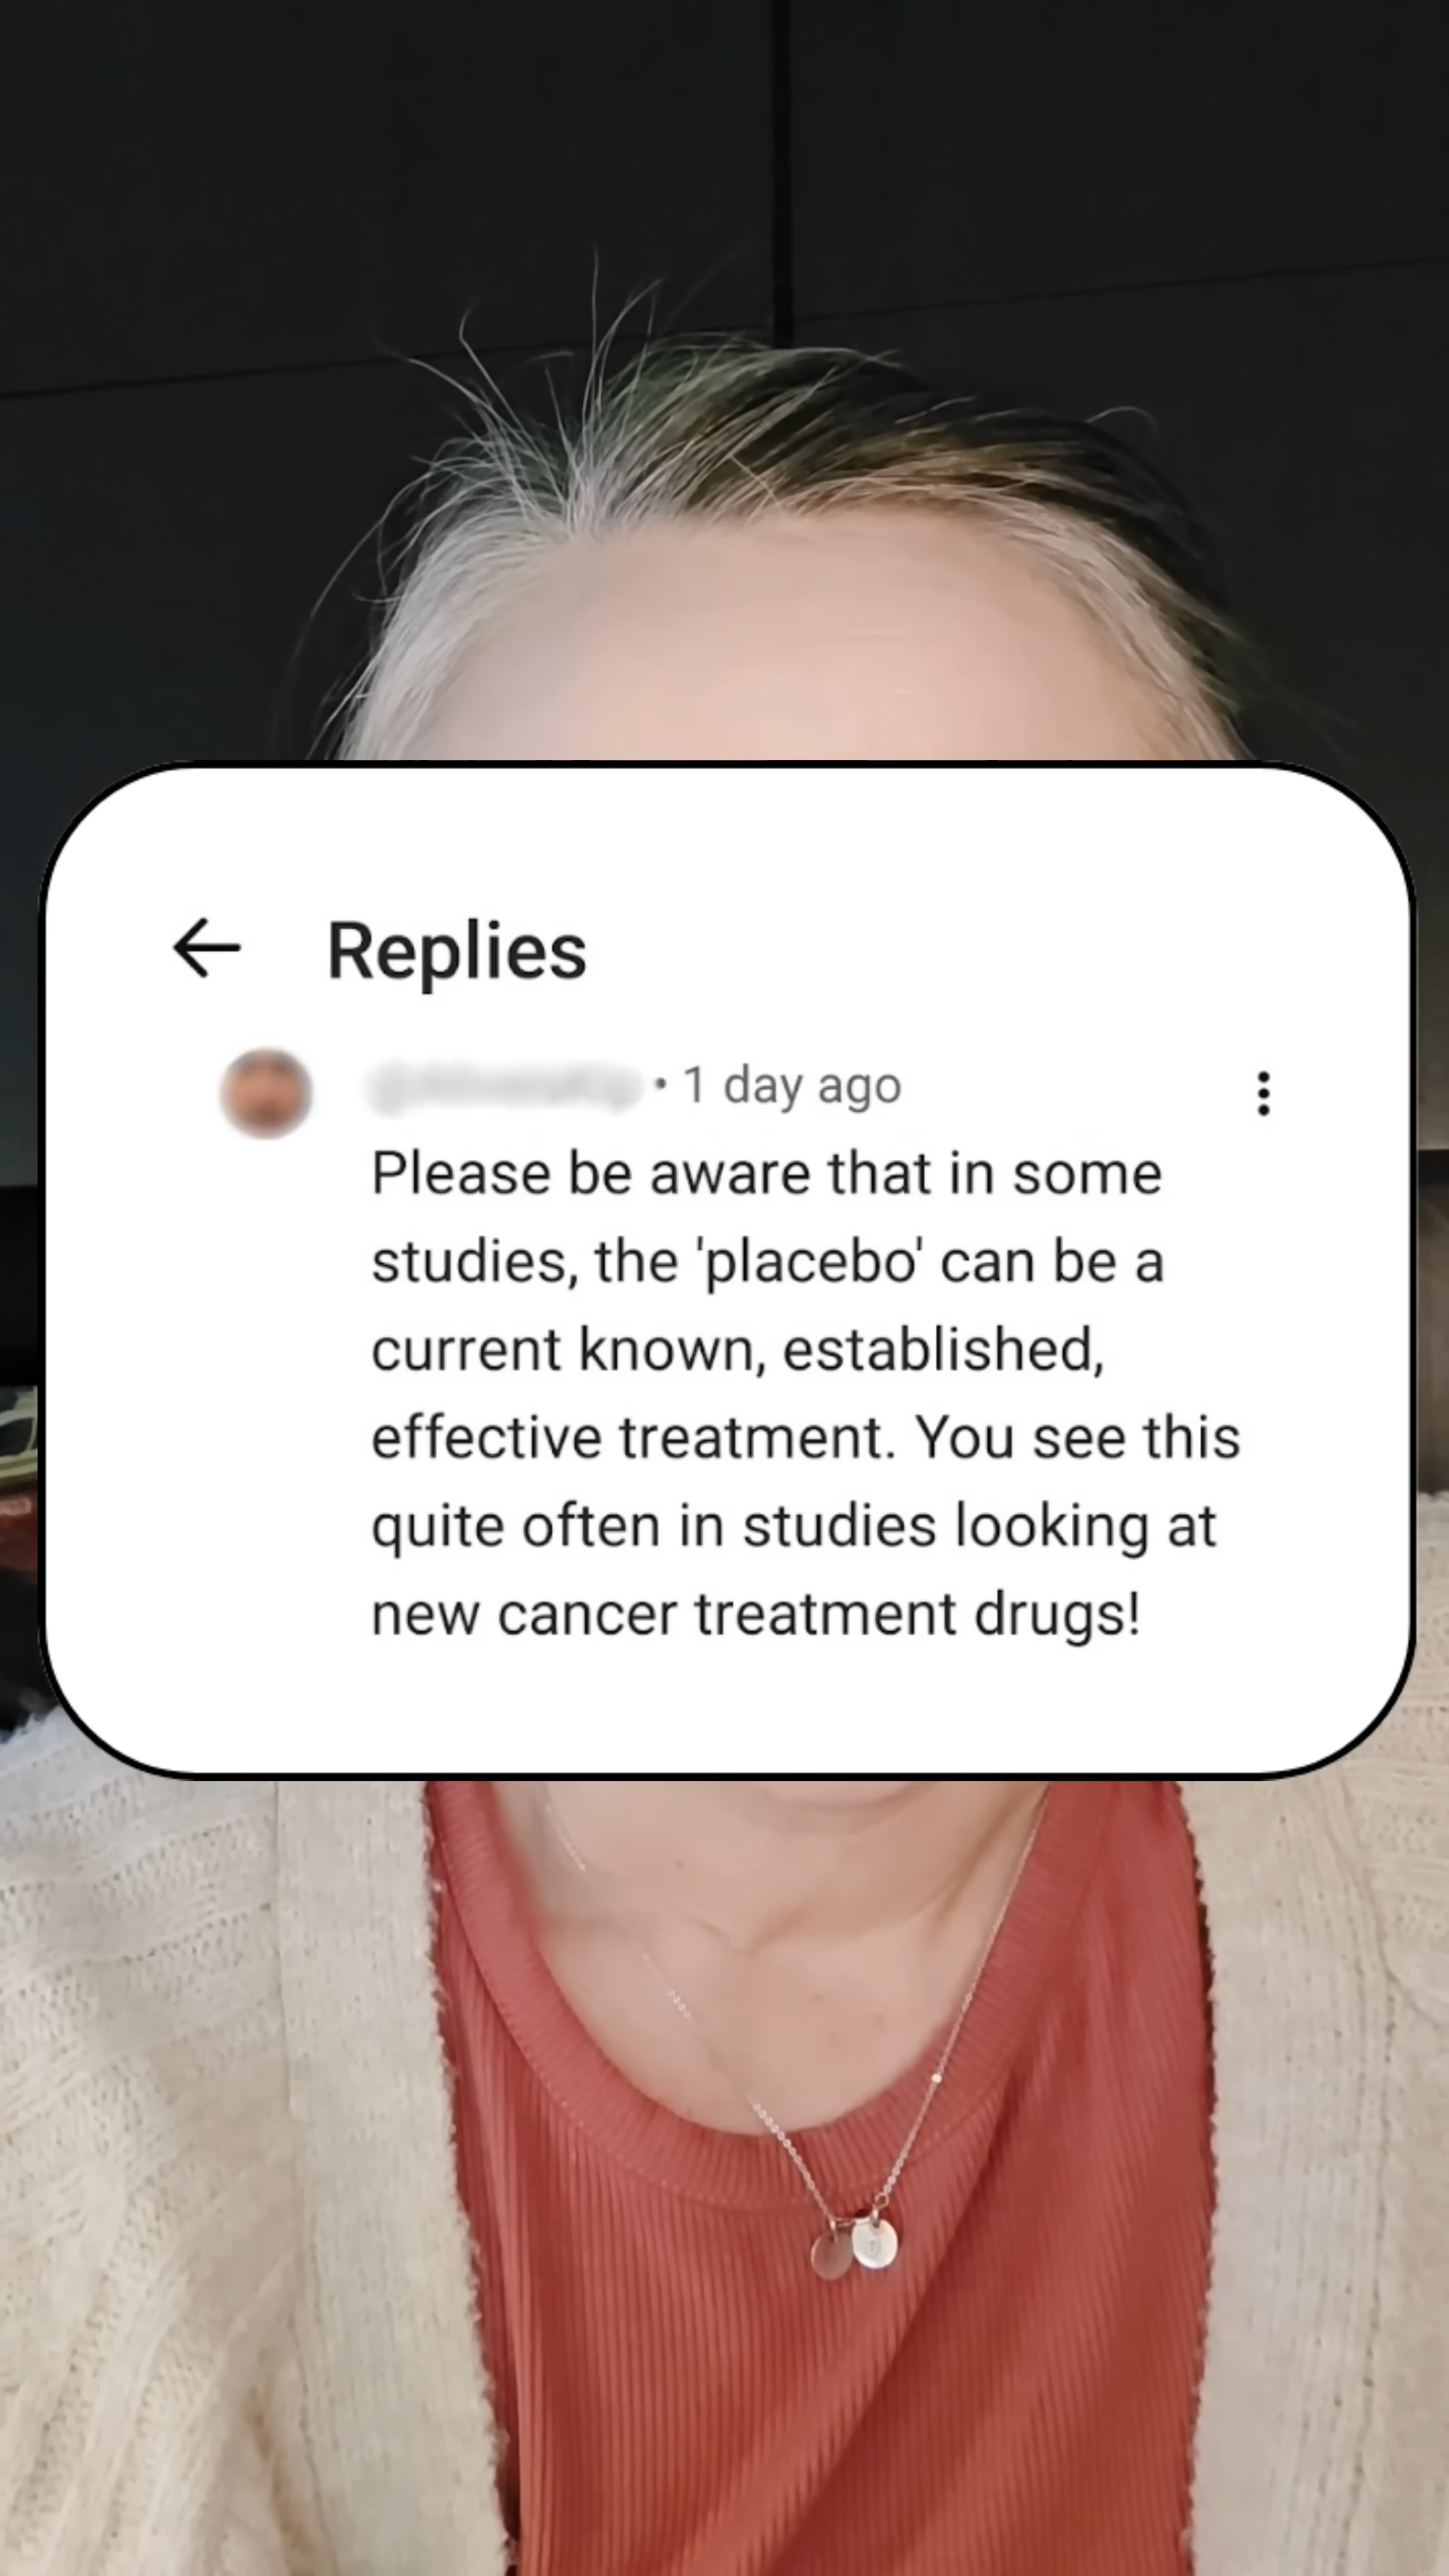 Replies
• 1 day ago
Please be aware that in some
studies, the 'placebo' can be a
current known, established,
effective treatment. You see this
quite often in studies looking at
new cancer treatment drugs!